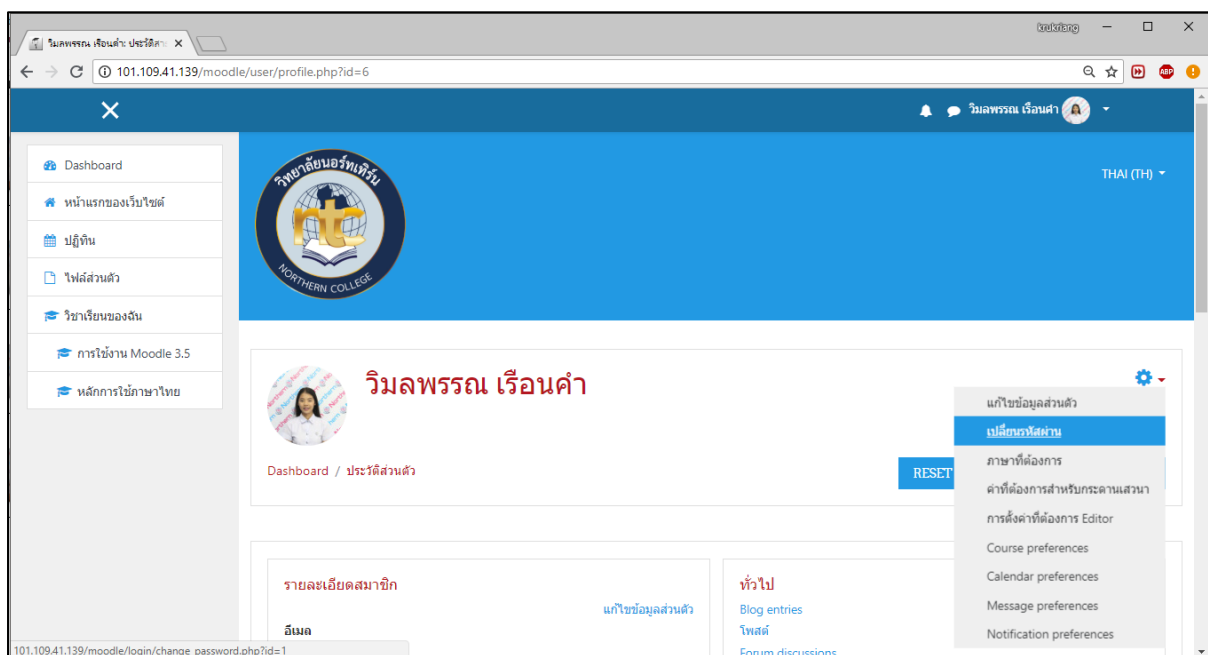 krukriang
วิมลพรรณ เรือนคำ: ประวัติส่วน
101.109.41.139/moodle/user/profile.php?id=6
ABP
วิมลพรรณ เรือนคำ
Dashboard
หน้าแรกของเว็บไซต์
ปฏิทิน
ไฟล์ส่วนตัว
วิชาเรียนของฉัน
การใช้งาน Moodle 3.5
หลักการใช้ภาษาไทย
วิทยาลัยนอร์ทเทิร์น
ntc
NORTHERN COLLEGE
THAI (TH)
วิมลพรรณ เรือนคำ
Dashboard / ประวัติส่วนตัว
RESET
แก้ไขข้อมูลส่วนตัว
เปลี่ยนรหัสผ่าน
ภาษาที่ต้องการ
ค่าที่ต้องการสำหรับกระดานเสวนา
การตั้งค่าที่ต้องการ Editor
Course preferences
Calendar preferences
Message preferences
Notification preferences
รายละเอียดสมาชิก
แก้ไขข้อมูลส่วนตัว
อีเมล
ทั่วไป
Blog entries
โพสต์
Forum discussions
101.109.41.139/moodle/login/change_password.php?id=1